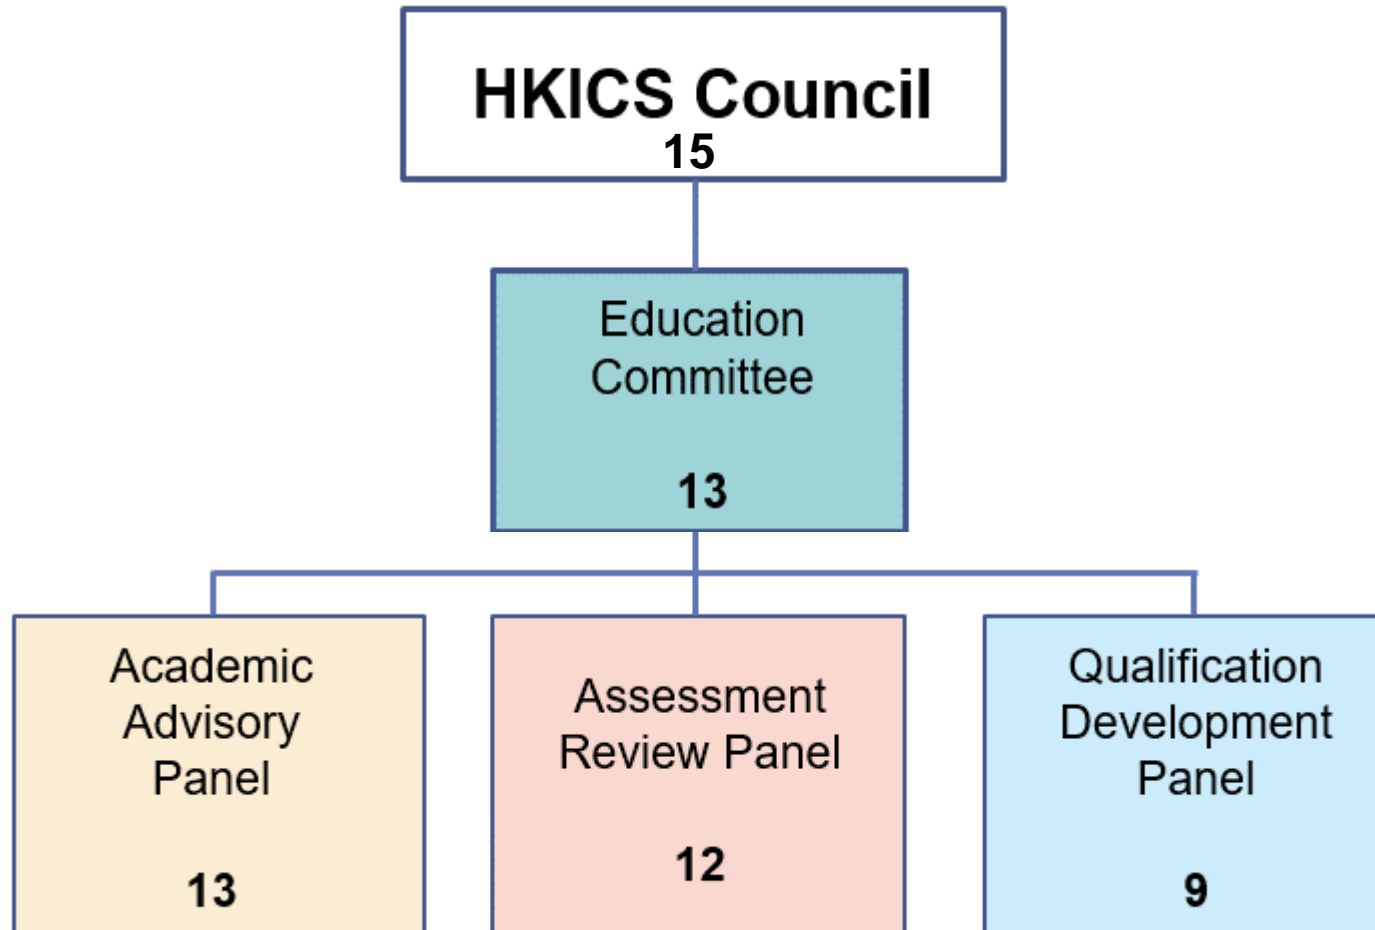 HKICS Council
15
Education
Committee
13
Academic
Advisory
Panel
13
Assessment
Review Panel
12
Qualification
Development
Panel
9